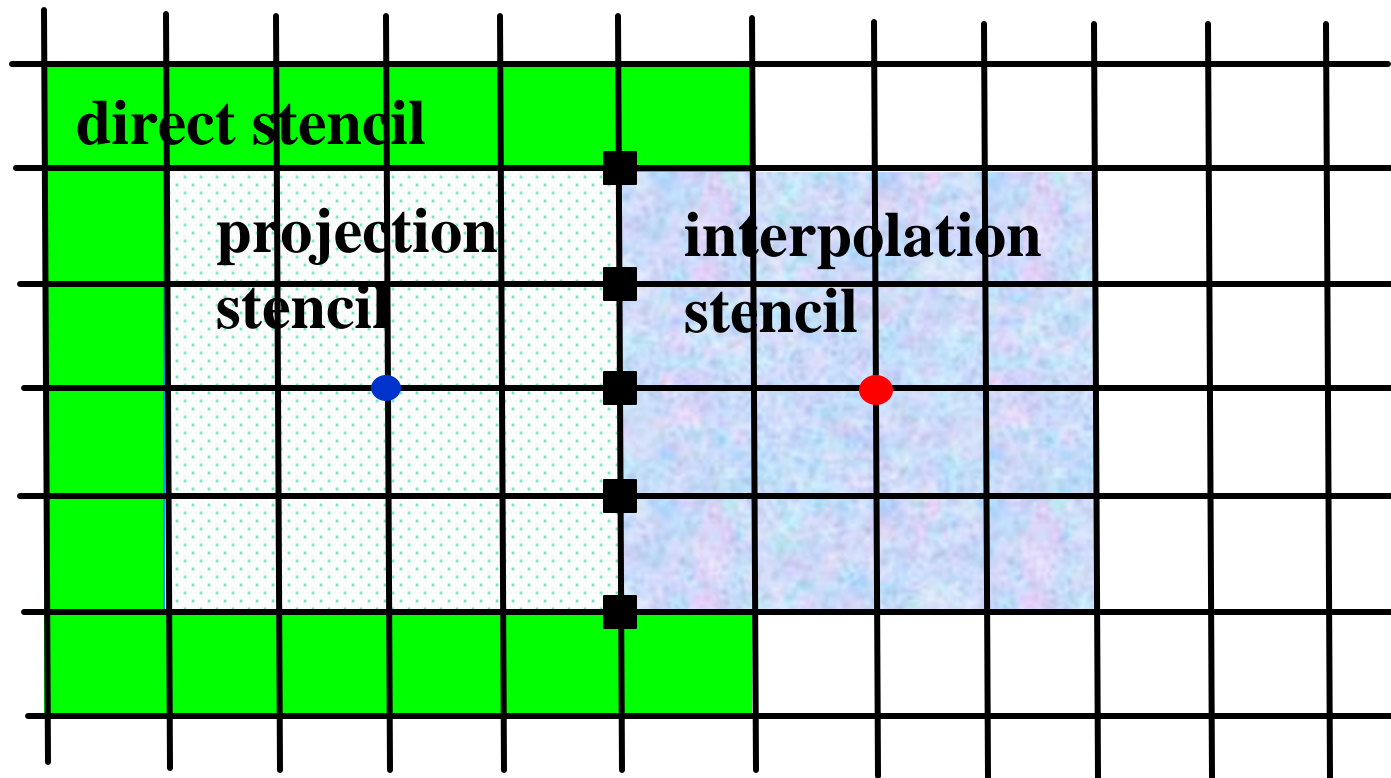 direct stencil
projection
stencil
interpolation
stencil